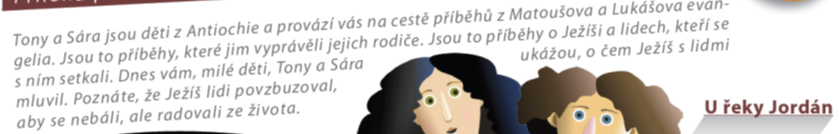 Tony a Sára jsou děti z Antiochie a provází vás na cestě příběhů z Matoušova a Lukášova evan-
gelia. Jsou to příběhy, které jim vyprávěli jejich rodiče. Jsou to příběhy o Ježíši a lidech, kteří se
s ním setkali. Dnes vám, milé děti, Tony a Sára ukážou, o čem Ježíš s lidmi
mluvil. Poznáte, že Ježíš lidi povzbuzoval,
aby se nebáli, ale radovali ze života.
U řeky Jordán